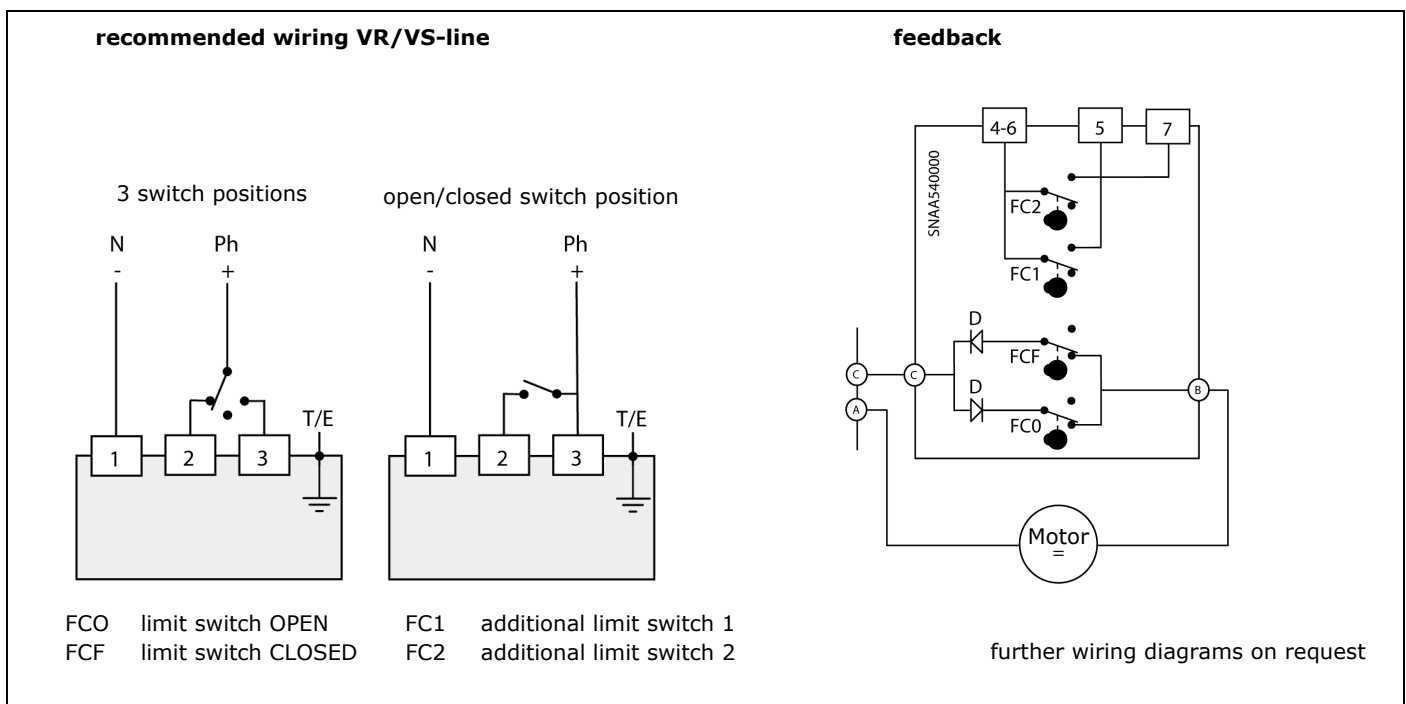 recommended wiring VR/VS-line
feedback
3 switch positions
open/closed switch position
N
Ph
-
+
T/E
1
2
3
N
Ph
-
+
T/E
1
2
3
4-6
5
7
SNAA540000
FC2
FC1
D
FCF
D
FC0
C
C
A
B
Motor
=
FCO limit switch OPEN
FCF limit switch CLOSED
FC1 additional limit switch 1
FC2 additional limit switch 2
further wiring diagrams on request